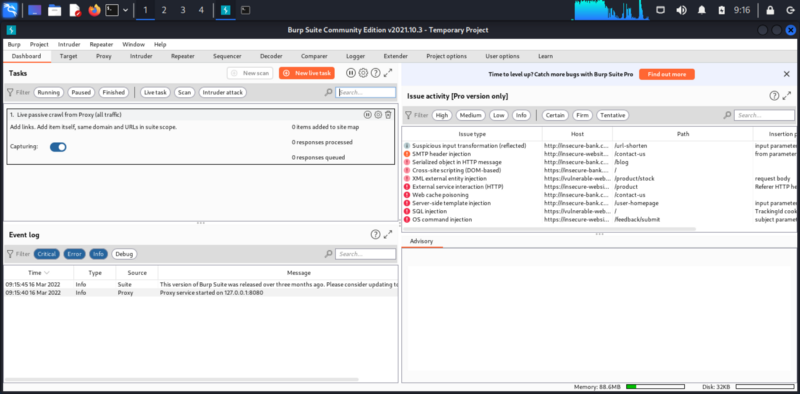 1 2 3 4 9:16
Burp Suite Community Edition v2021.10.3 - Temporary Project
Burp Project Intruder Repeater Window Help
Dashboard Target Proxy Intruder Repeater Sequencer Decoder Comparer Logger Extender Project options User options Learn
Tasks
New scan
New live task
Filter Running Paused Finished Live task Scan Intruder attack Search...
1. Live passive crawl from Proxy (all traffic)
Add links. Add item itself, same domain and URLs in suite scope.
0 items added to site map
Capturing:
0 responses processed
0 responses queued
Event log
Filter Critical Error Info Debug Search...
Time Type Source Message
09:15:45 16 Mar 2022 Info Suite This version of Burp Suite was released over three months ago. Please consider updating to
09:15:40 16 Mar 2022 Info Proxy Proxy service started on 127.0.0.1:8080
Time to level up? Catch more bugs with Burp Suite Pro
Find out more
Issue activity [Pro version only]
Filter High Medium Low Info Certain Firm Tentative Search...
Issue type Host Path Insertion p
Suspicious input transformation (reflected) http://insecure-bank.c... /url-shorten input parameter
SMTP header injection http://insecure-websit... /contact-us from parameter
Serialized object in HTTP message http://insecure-bank.c... /blog
Cross-site scripting (DOM-based) https://insecure-bank.... /
XML external entity injection https://vulnerable-web... /product/stock request body
External service interaction (HTTP) https://insecure-websi... /product Referer HTTP he
Web cache poisoning http://insecure-bank.c... /contact-us
Server-side template injection http://insecure-bank.c... /user-homepage input parameter
SQL injection https://vulnerable-web... / TrackingId cook
OS command injection https://insecure-websi... /feedback/submit subject parame
Advisory
Memory: 88.6MB Disk: 32KB